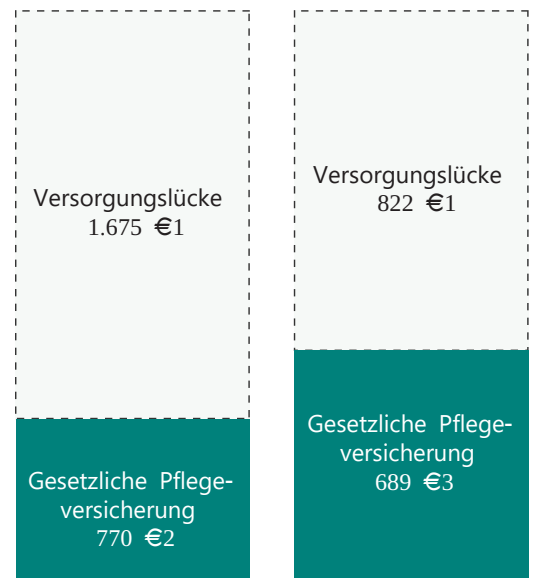 Versorgungslücke
1.675 €1
Gesetzliche Pflege-
versicherung
770 €2
Versorgungslücke
822 €1
Gesetzliche Pflege-
versicherung
689 €3